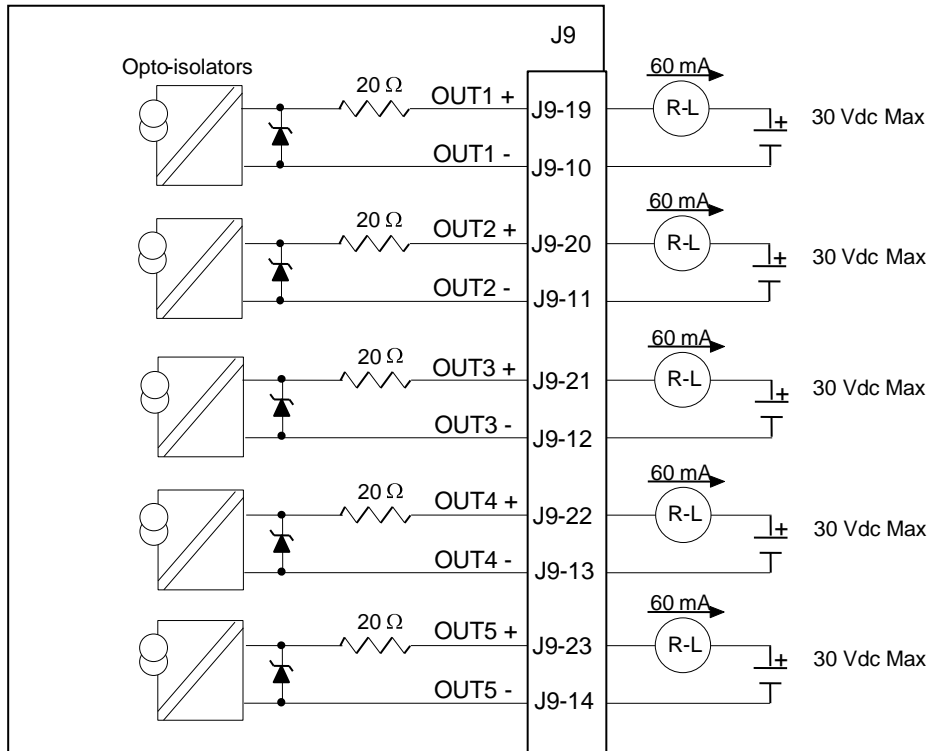 J9
Opto-isolators
20 Ω
OUT1 +
J9-19
60 mA
R-L
+
30 Vdc Max
OUT1 -
J9-10
20 Ω
OUT2 +
J9-20
60 mA
R-L
+
30 Vdc Max
OUT2 -
J9-11
20 Ω
OUT3 +
J9-21
60 mA
R-L
+
30 Vdc Max
OUT3 -
J9-12
20 Ω
OUT4 +
J9-22
60 mA
R-L
+
30 Vdc Max
OUT4 -
J9-13
20 Ω
OUT5 +
J9-23
60 mA
R-L
+
30 Vdc Max
OUT5 -
J9-14